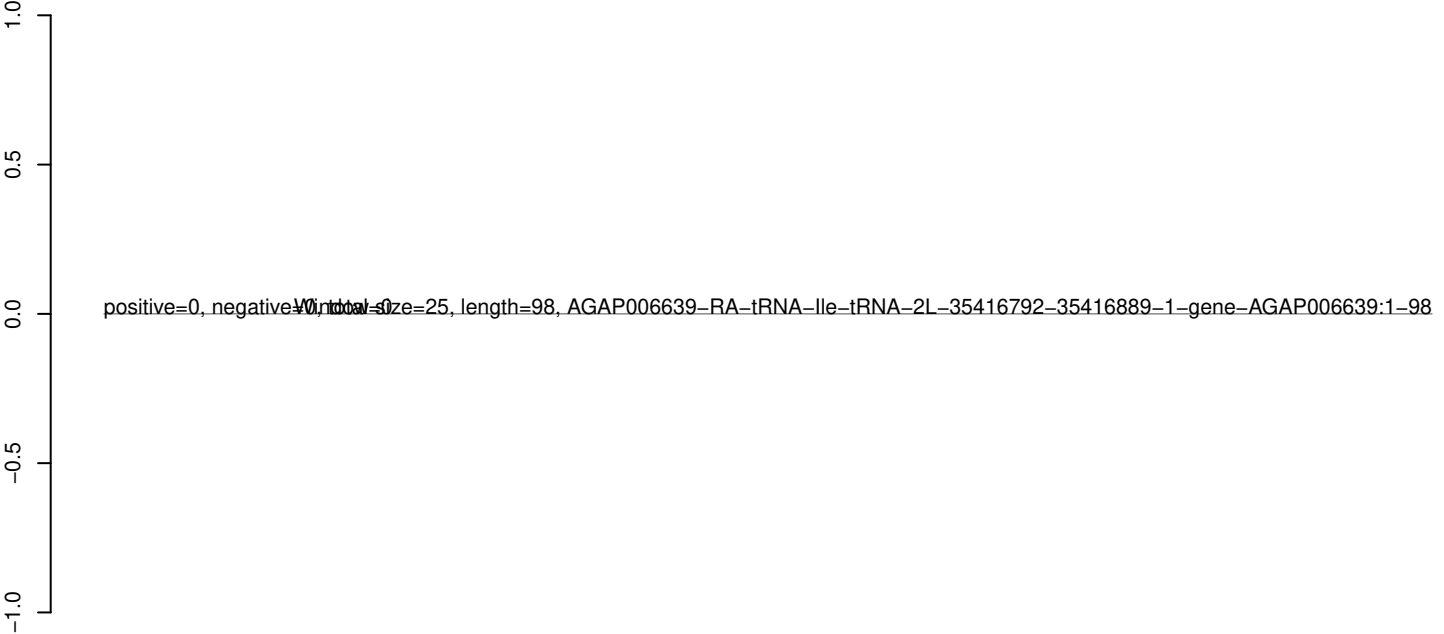 1.0
0.5
0.0
−0.5
−1.0
positive=0, negative=0, total=0
Window size=25, length=98, AGAP006639−RA−tRNA−Ile−tRNA−2L−35416792−35416889−1−gene−AGAP006639:1−98